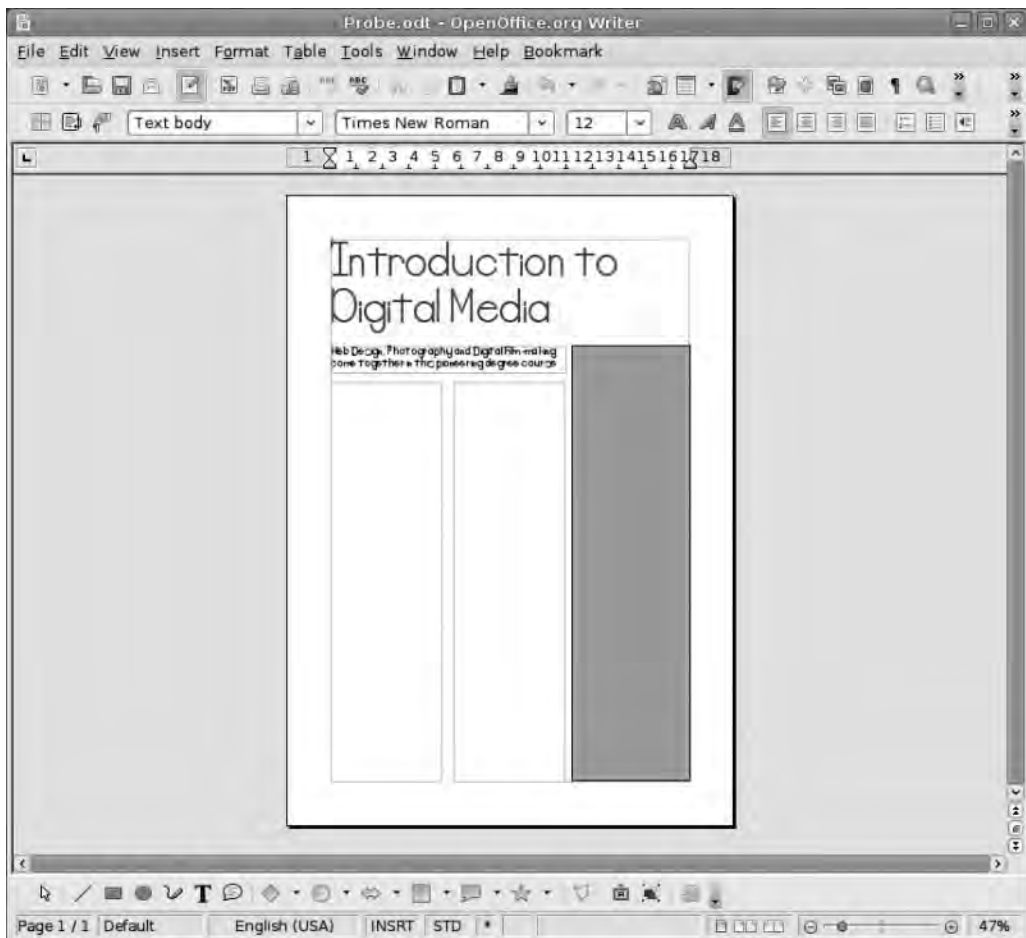 Probe.odt - OpenOffice.org Writer
File Edit View Insert Format Table Tools Window Help Bookmark
Text body Times New Roman 12
1 1 2 3 4 5 6 7 8 9 10 11 12 13 14 15 16 17 18
Introduction to
Digital Media
Web Design, Photography and Digital Film-making
come together in this pioneering degree course
Page 1 / 1 Default English (USA) INSRT STD * 47%